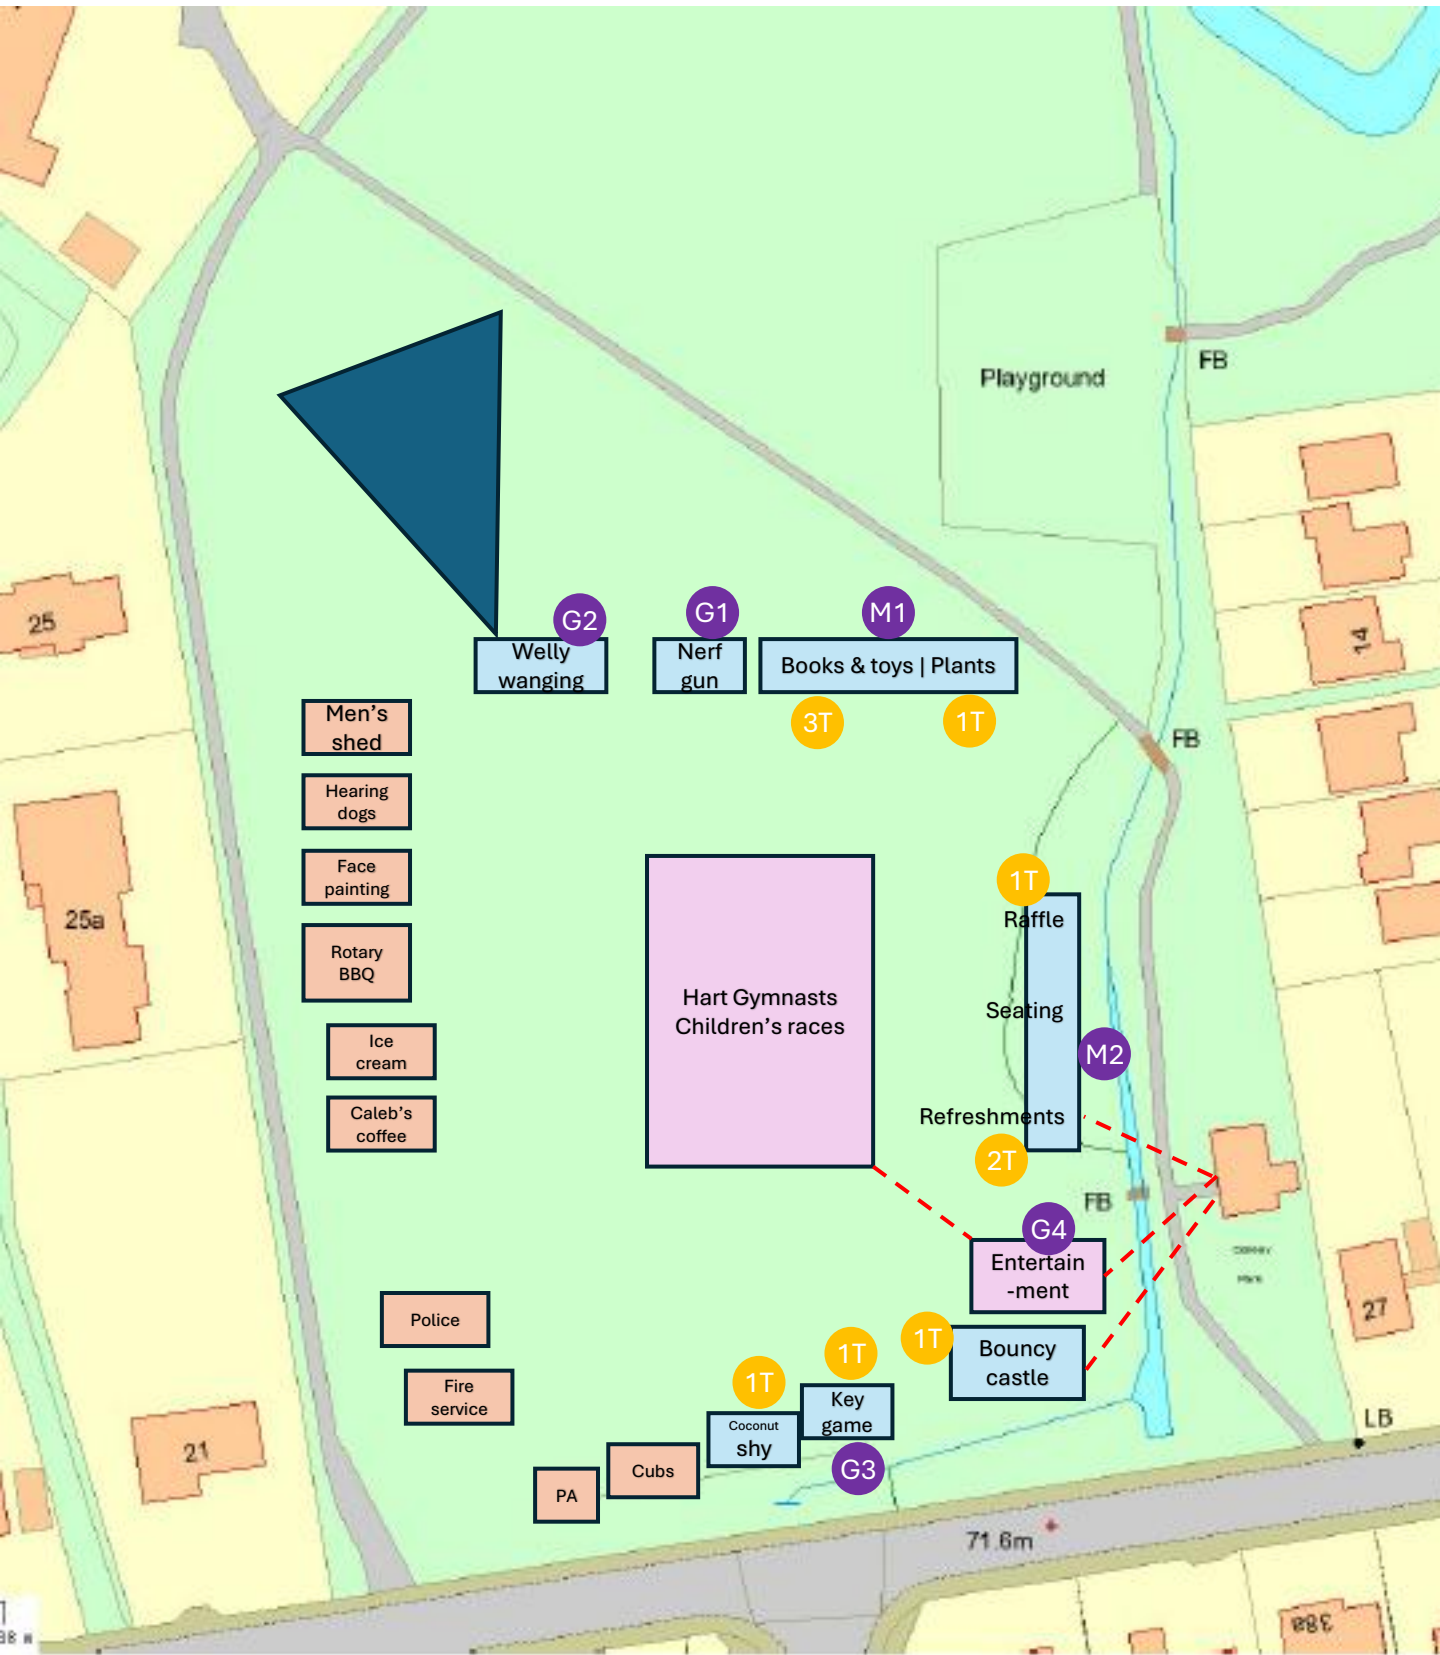 Playground
FB
14
25
G2
G1
M1
Welly
wanging
Nerf
gun
Books & toys | Plants
3T
1T
FB
Men's
shed
Hearing
dogs
Face
painting
Rotary
BBQ
Ice
cream
Caleb's
coffee
25a
Hart Gymnasts
Children's races
1T
Raffle
Seating
M2
Refreshments
2T
FB
G4
Entertain
-ment
27
Police
Fire
service
1T
Bouncy
castle
1T
1T
Key
game
Coconut
shy
G3
Cubs
PA
21
LB
71.6m
38a